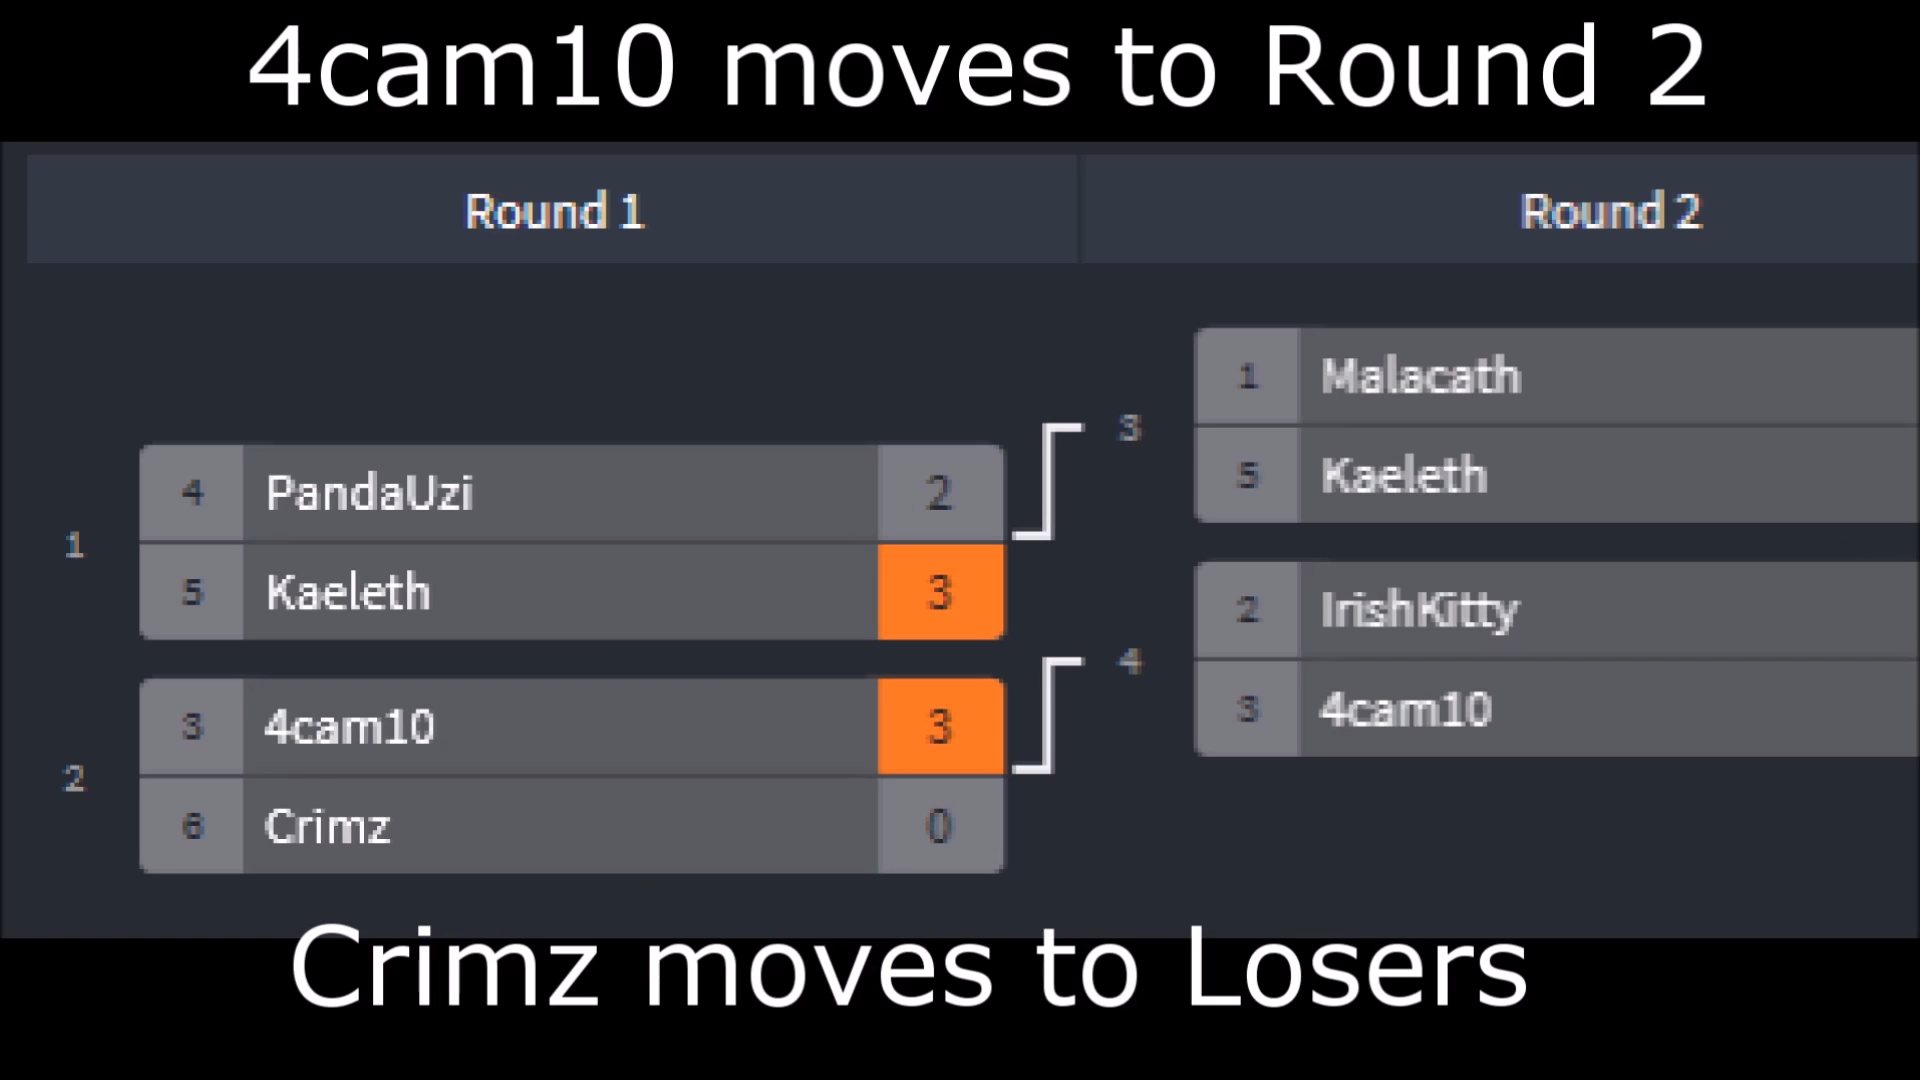 4cam10 moves to Round 2
Round 1
Round 2
1
4 PandaUzi 2
5 Kaeleth 3
2
3 4cam10 3
6 Crimz 0
3
1 Malacath
5 Kaeleth
4
2 IrishKitty
3 4cam10
Crimz moves to Losers